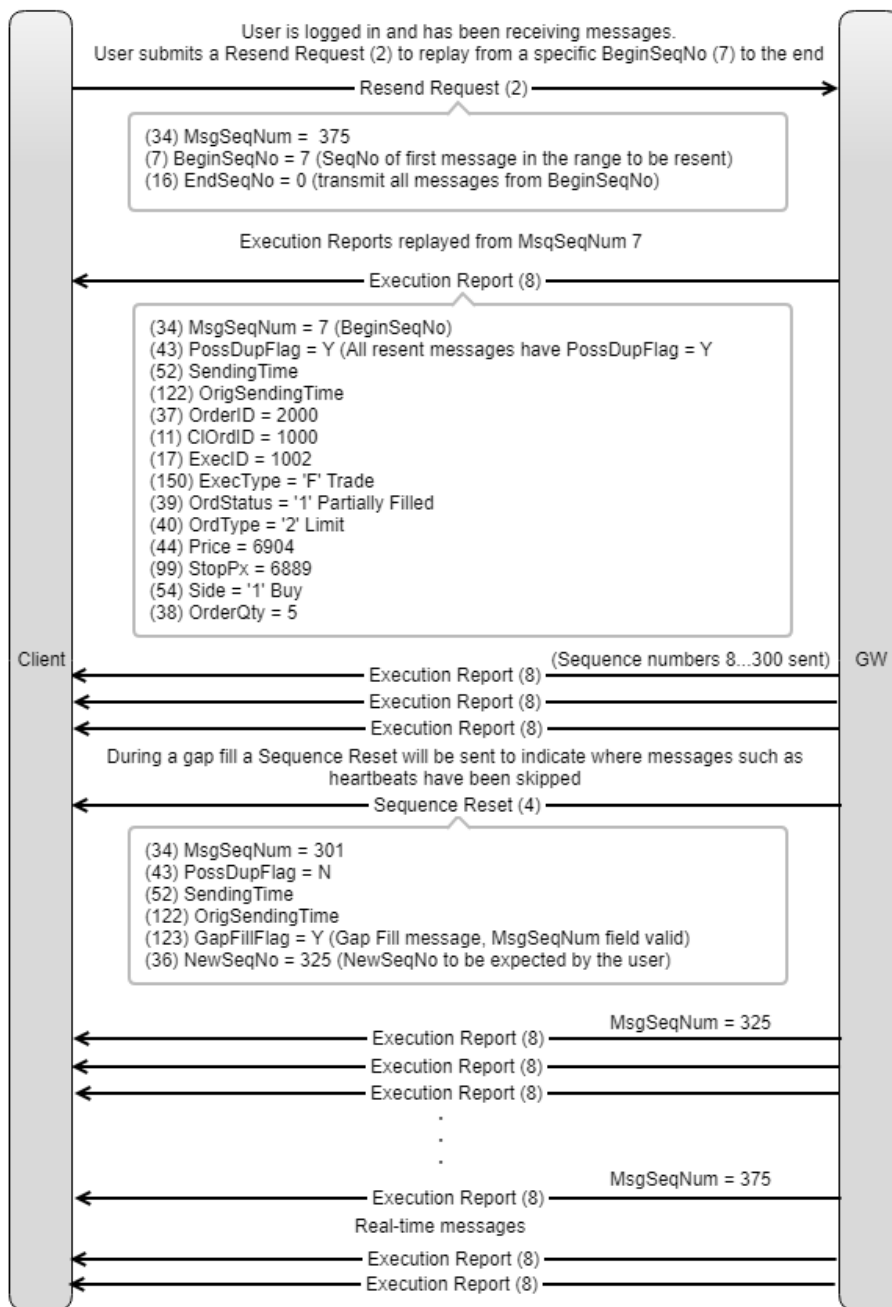 User is logged in and has been receiving messages.
User submits a Resend Request (2) to replay from a specific BeginSeqNo (7) to the end
Resend Request (2)
(34) MsgSeqNum =  375
(7) BeginSeqNo = 7 (SeqNo of first message in the range to be resent)
(16) EndSeqNo = 0 (transmit all messages from BeginSeqNo)
Execution Reports replayed from MsqSeqNum 7
Execution Report (8)
(34) MsgSeqNum = 7 (BeginSeqNo)
(43) PossDupFlag = Y (All resent messages have PossDupFlag = Y
(52) SendingTime
(122) OrigSendingTime
(37) OrderID = 2000
(11) ClOrdID = 1000
(17) ExecID = 1002
(150) ExecType = 'F' Trade
(39) OrdStatus = '1' Partially Filled
(40) OrdType = '2' Limit
(44) Price = 6904
(99) StopPx = 6889
(54) Side = '1' Buy
(38) OrderQty = 5
Client
GW
(Sequence numbers 8...300 sent)
Execution Report (8)
Execution Report (8)
Execution Report (8)
During a gap fill a Sequence Reset will be sent to indicate where messages such as
heartbeats have been skipped
Sequence Reset (4)
(34) MsgSeqNum = 301
(43) PossDupFlag = N
(52) SendingTime
(122) OrigSendingTime
(123) GapFillFlag = Y (Gap Fill message, MsgSeqNum field valid)
(36) NewSeqNo = 325 (NewSeqNo to be expected by the user)
MsgSeqNum = 325
Execution Report (8)
Execution Report (8)
Execution Report (8)
.
.
.
MsgSeqNum = 375
Execution Report (8)
Real-time messages
Execution Report (8)
Execution Report (8)